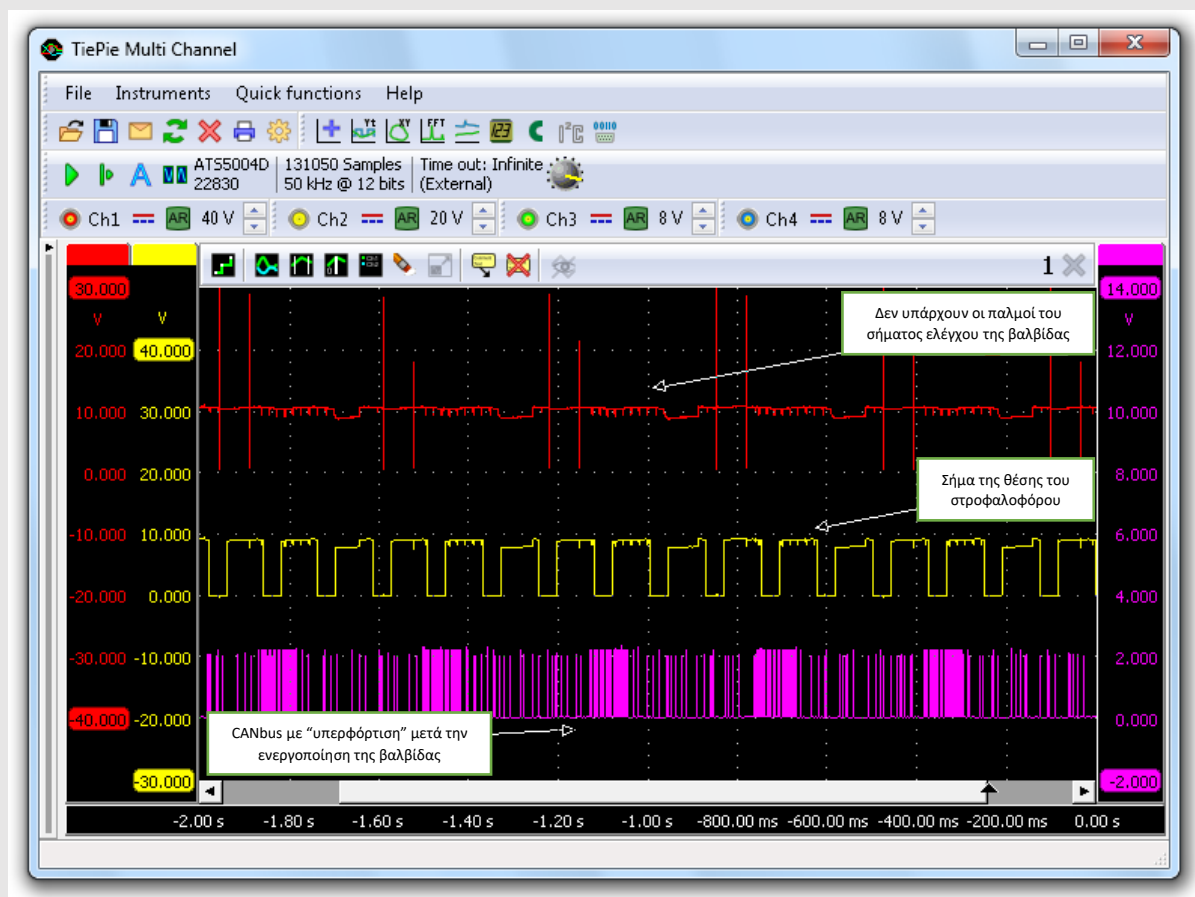 TiePie Multi Channel
File Instruments Quick functions Help
Yt XY FFT 123 I²C 00110
A ATS5004D 131050 Samples Time out: Infinite
22830 50 kHz @ 12 bits (External)
Ch1 AR 40 V Ch2 AR 20 V Ch3 AR 8 V Ch4 AR 8 V
1
30.000 14.000
V V V
20.000 40.000 12.000
10.000 30.000 10.000
0.000 20.000 8.000
-10.000 10.000 6.000
-20.000 0.000 4.000
-30.000 -10.000 2.000
-40.000 -20.000 0.000
-30.000 -2.000
Δεν υπάρχουν οι παλμοί του
σήματος ελέγχου της βαλβίδας
Σήμα της θέσης του
στροφαλοφόρου
CANbus με “υπερφόρτιση” μετά την
ενεργοποίηση της βαλβίδας
-2.00 s -1.80 s -1.60 s -1.40 s -1.20 s -1.00 s -800.00 ms -600.00 ms -400.00 ms -200.00 ms 0.00 s